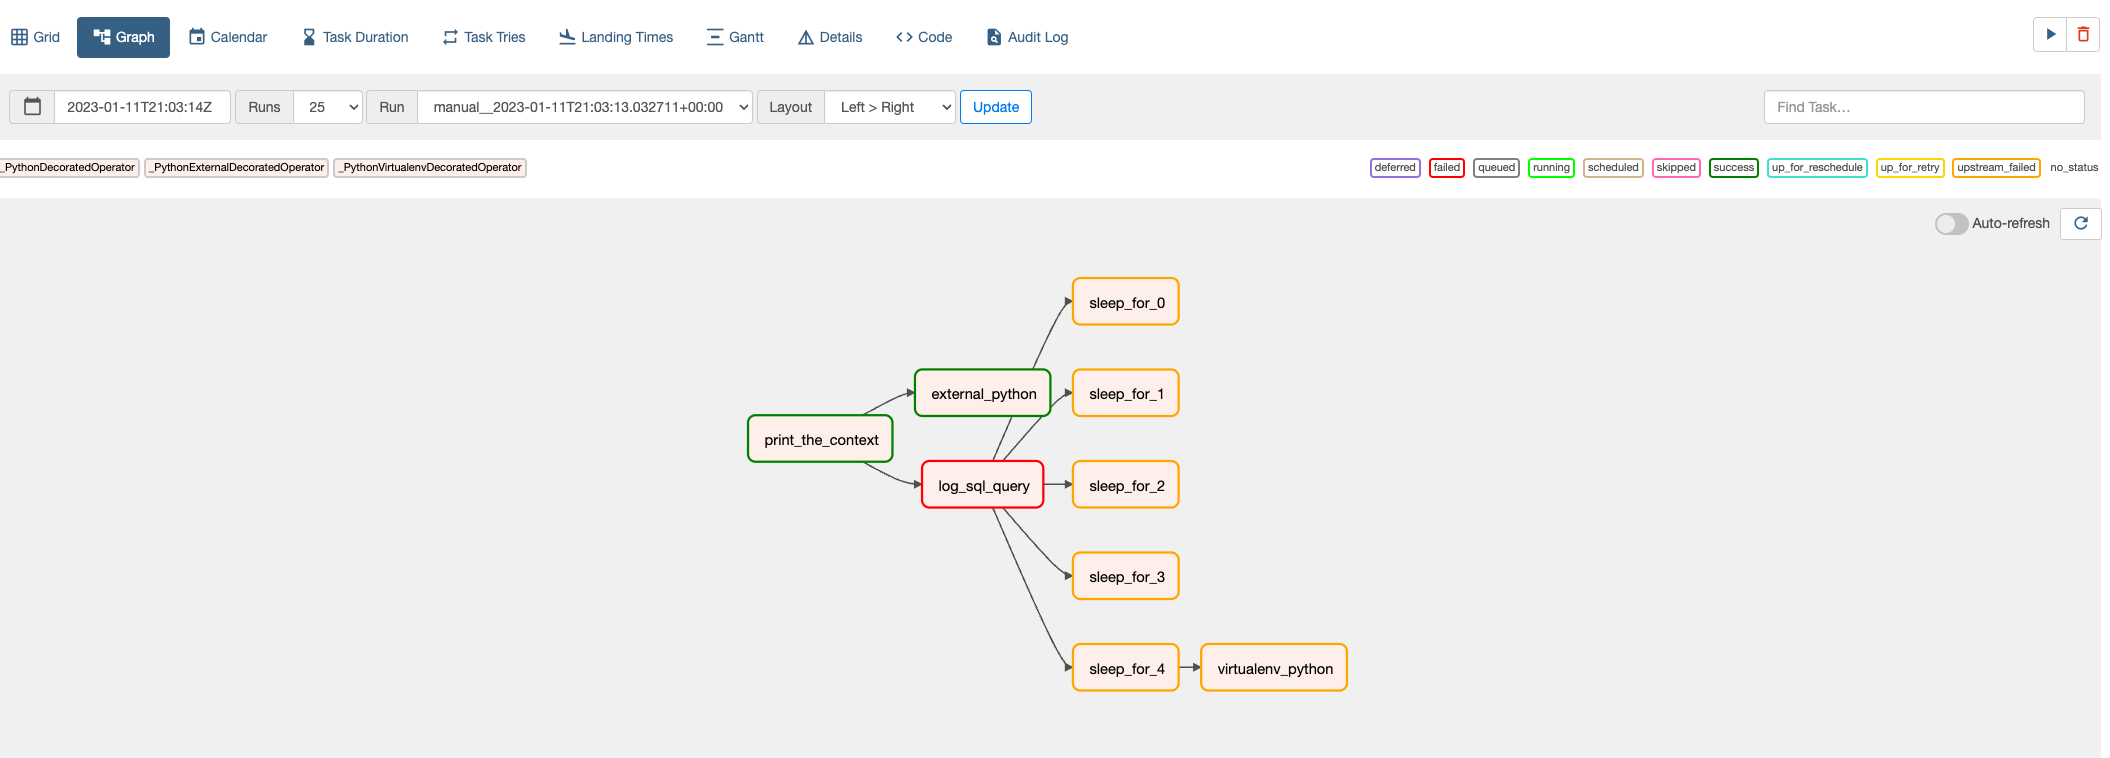 Grid Graph Calendar Task Duration Task Tries Landing Times Gantt Details Code Audit Log
2023-01-11T21:03:14Z Runs 25 Run manual__2023-01-11T21:03:13.032711+00:00 Layout Left > Right Update Find Task...
_PythonDecoratedOperator _PythonExternalDecoratedOperator _PythonVirtualenvDecoratedOperator deferred failed queued running scheduled skipped success up_for_reschedule up_for_retry upstream_failed no_status
Auto-refresh
sleep_for_0
external_python sleep_for_1
print_the_context
log_sql_query sleep_for_2
sleep_for_3
sleep_for_4 virtualenv_python